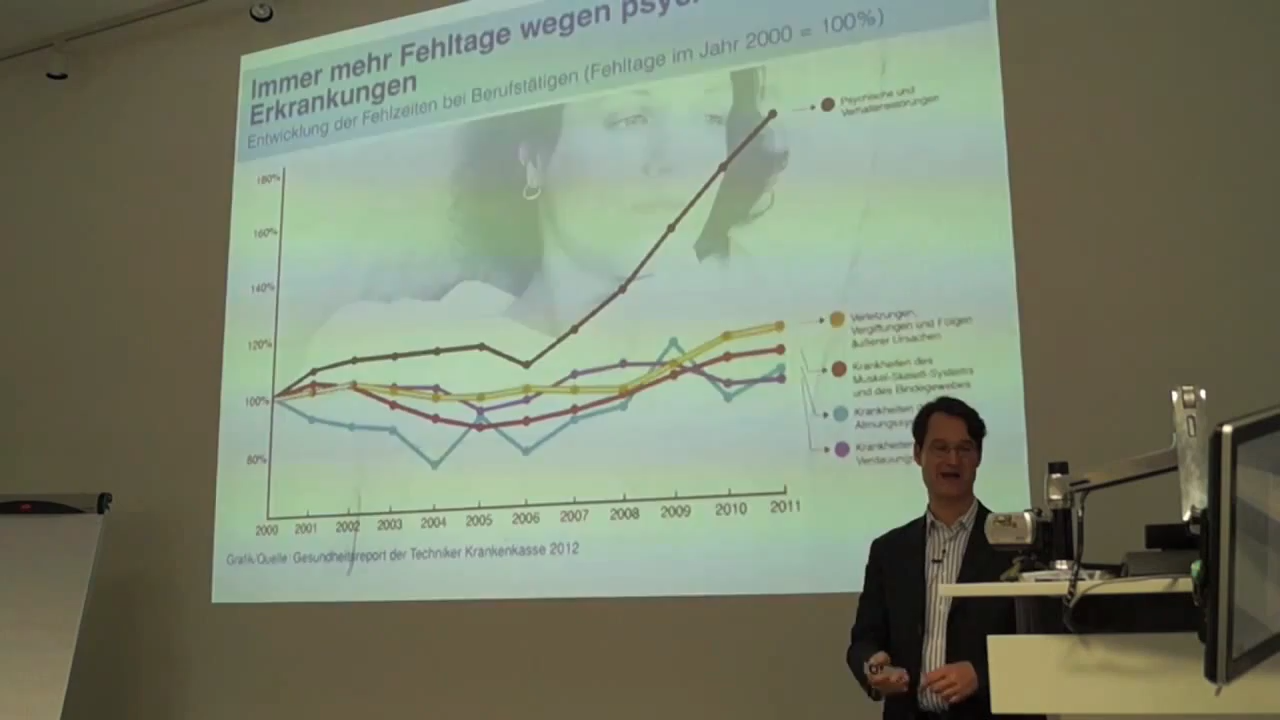 Immer mehr Fehltage wegen
Erkrankungen
Entwicklung der Fehlzeiten bei Berufstätigen (Fehltage im Jahr 2000 = 100%)
Psychische und
Verhaltensstörungen
180%
160%
140%
120%
100%
80%
Verletzungen,
Vergiftungen und Folgen
äußerer Ursachen
Krankheiten des
Muskel-Skelett-Systems
und des Bindegewebes
Krankheiten
Krankheiten
2000 2001 2002 2003 2004 2005 2006 2007 2008 2009 2010 2011
Grafik/Quelle: Gesundheitsreport der Techniker Krankenkasse 2012